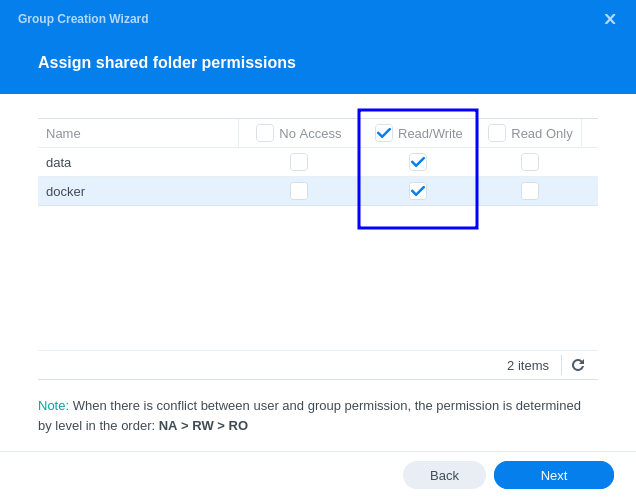 Group Creation Wizard
Assign shared folder permissions
Name No Access Read/Write Read Only
data
docker
2 items
Note: When there is conflict between user and group permission, the permission is determined
by level in the order: NA > RW > RO
Back Next